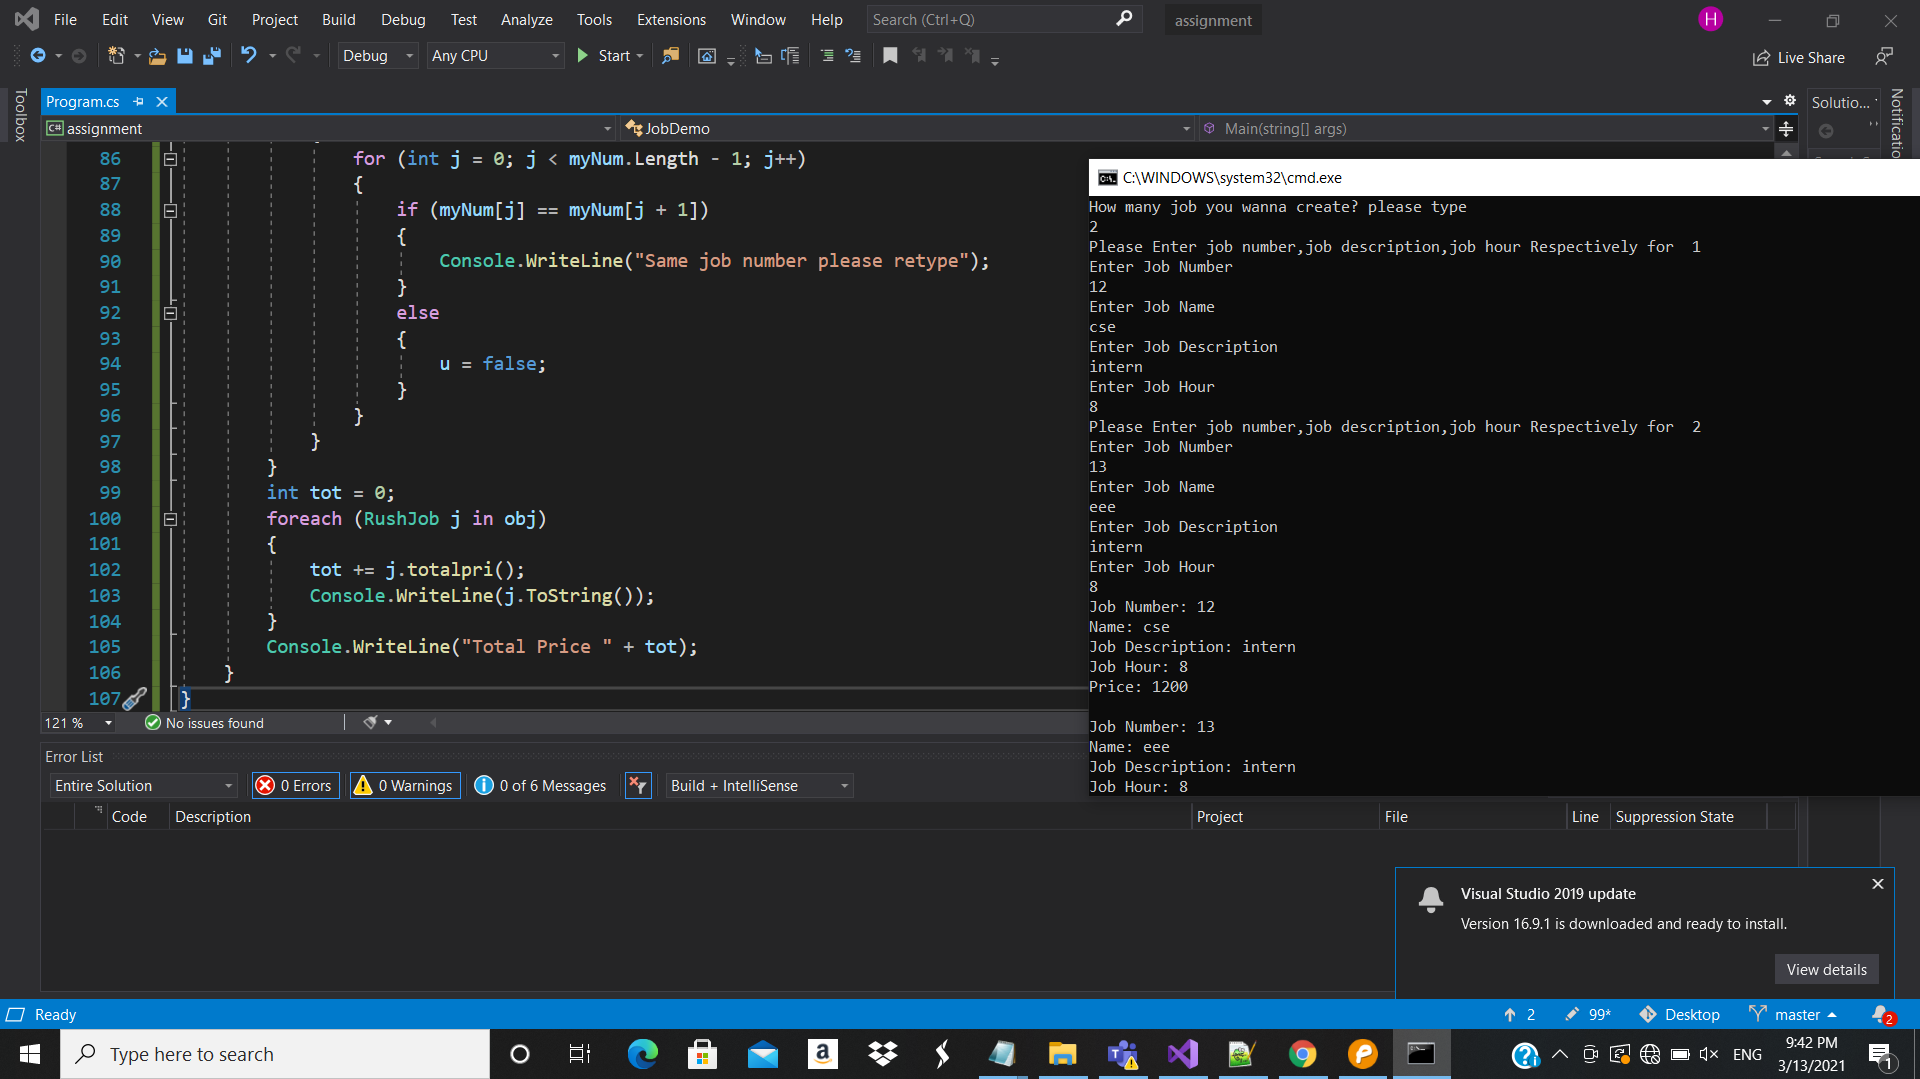 File Edit View Git Project Build Debug Test Analyze Tools Extensions Window Help Search (Ctrl+Q) assignment H
Debug Any CPU Start Live Share
Toolbox
Program.cs
Solutio...
Notification
assignment JobDemo Main(string[] args)
86 for (int j = 0; j < myNum.Length - 1; j++)
87 {
88 if (myNum[j] == myNum[j + 1])
89 {
90 Console.WriteLine("Same job number please retype");
91 }
92 else
93 {
94 u = false;
95 }
96 }
97 }
98 }
99 int tot = 0;
100 foreach (RushJob j in obj)
101 {
102 tot += j.totalpri();
103 Console.WriteLine(j.ToString());
104 }
105 Console.WriteLine("Total Price " + tot);
106 }
107 }
121 % No issues found
C:\WINDOWS\system32\cmd.exe
How many job you wanna create? please type
2
Please Enter job number,job description,job hour Respectively for  1
Enter Job Number
12
Enter Job Name
cse
Enter Job Description
intern
Enter Job Hour
8
Please Enter job number,job description,job hour Respectively for  2
Enter Job Number
13
Enter Job Name
eee
Enter Job Description
intern
Enter Job Hour
8
Job Number: 12
Name: cse
Job Description: intern
Job Hour: 8
Price: 1200
Job Number: 13
Name: eee
Job Description: intern
Job Hour: 8
Error List
Entire Solution 0 Errors 0 Warnings 0 of 6 Messages Build + IntelliSense
Code Description Project File Line Suppression State
Visual Studio 2019 update
Version 16.9.1 is downloaded and ready to install.
View details
Ready 2 99* Desktop master 2
Type here to search ENG 9:42 PM
3/13/2021 1